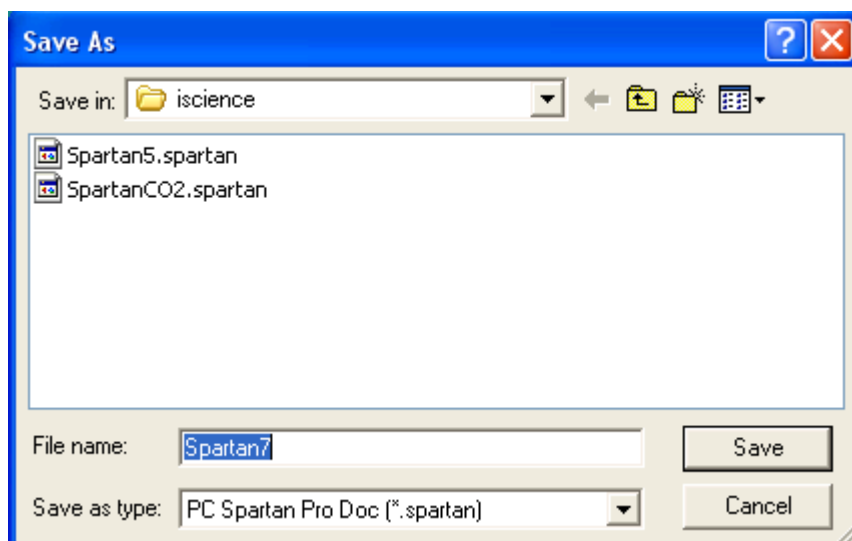 Save As
Save in: iscience
Spartan5.spartan
SpartanCO2.spartan
File name: Spartan7 Save
Save as type: PC Spartan Pro Doc (*.spartan) Cancel